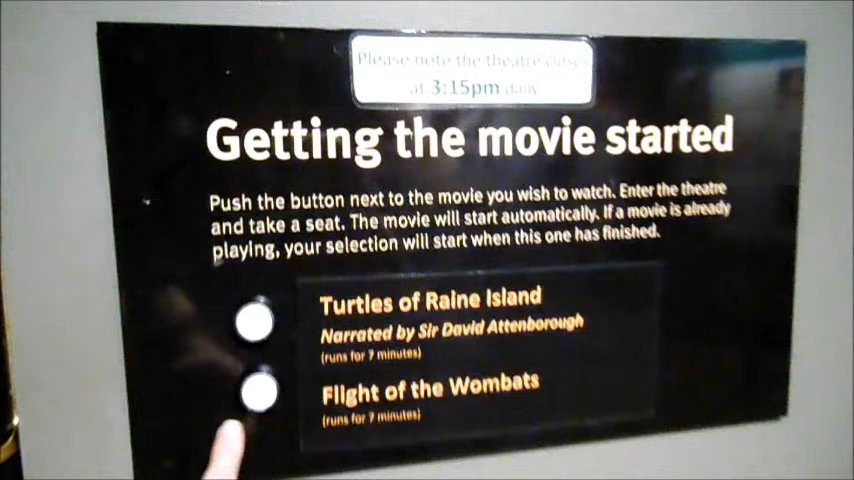 Please note the theatre closes
at 3:15pm daily
Getting the movie started
Push the button next to the movie you wish to watch. Enter the theatre
and take a seat. The movie will start automatically. If a movie is already
playing, your selection will start when this one has finished.
Turtles of Raine Island
Narrated by Sir David Attenborough
(runs for 7 minutes)
Flight of the Wombats
(runs for 7 minutes)